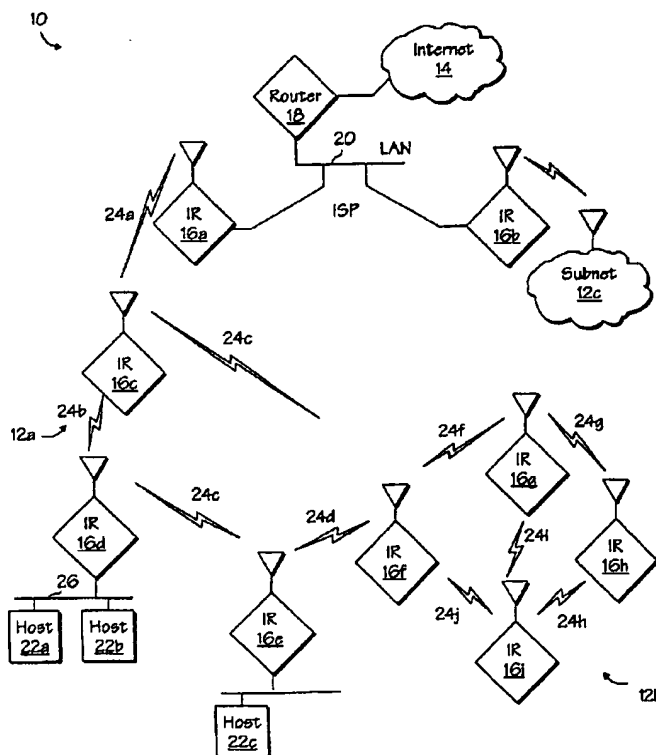 10
Internet
14
Router
18
20
LAN
ISP
24a
IR
16a
IR
16b
Subnet
12c
IR
16c
24c
24b
12a
24f
24g
IR
16g
24c
24d
IR
16d
IR
16f
24i
IR
16h
26
24j
24h
Host
22a
Host
22b
IR
16e
IR
16i
12b
Host
22c